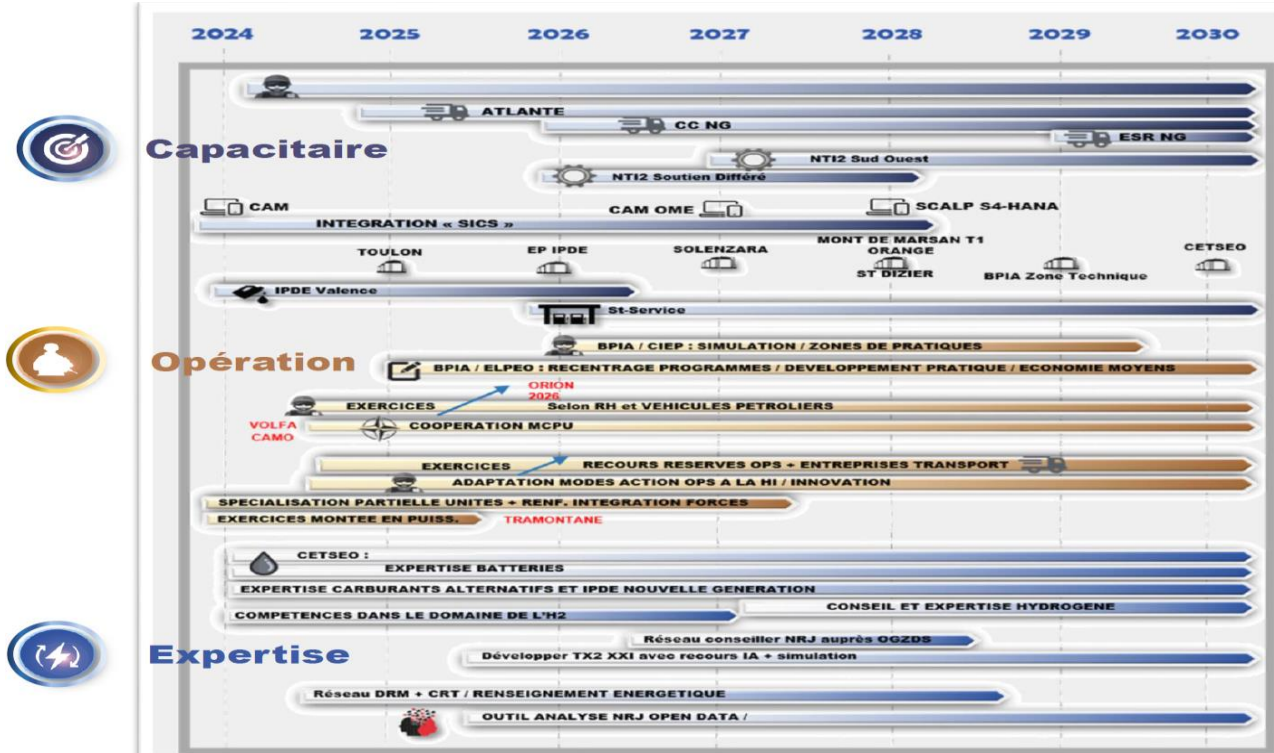 2024 2025 2026 2027 2028 2029 2030
ATLANTE
CC NG
ESR NG
Capacitaire
NTI2 Sud Ouest
NTI2 Soutien Différé
CAM
CAM OME
SCALP S4-HANA
INTEGRATION « SICS »
TOULON
EP IPDE
SOLENZARA
MONT DE MARSAN T1
ORANGE
ST DIZIER
BPIA Zone Technique
CETSEO
IPDE Valence
St-Service
Opération
BPIA / CIEP : SIMULATION / ZONES DE PRATIQUES
BPIA / ELPEO : RECENTRAGE PROGRAMMES / DEVELOPPEMENT PRATIQUE / ECONOMIE MOYENS
ORION
2026
EXERCICES Selon RH et VEHICULES PETROLIERS
VOLFA
CAMO
COOPERATION MCPU
EXERCICES RECOURS RESERVES OPS + ENTREPRISES TRANSPORT
ADAPTATION MODES ACTION OPS A LA HI / INNOVATION
SPECIALISATION PARTIELLE UNITES + RENF. INTEGRATION FORCES
EXERCICES MONTEE EN PUISS.
TRAMONTANE
CETSEO :
EXPERTISE BATTERIES
EXPERTISE CARBURANTS ALTERNATIFS ET IPDE NOUVELLE GENERATION
CONSEIL ET EXPERTISE HYDROGENE
COMPETENCES DANS LE DOMAINE DE L'H2
Expertise
Réseau conseiller NRJ auprès OGZDS
Développer TX2 XXI avec recours IA + simulation
Réseau DRM + CRT / RENSEIGNEMENT ENERGETIQUE
OUTIL ANALYSE NRJ OPEN DATA /